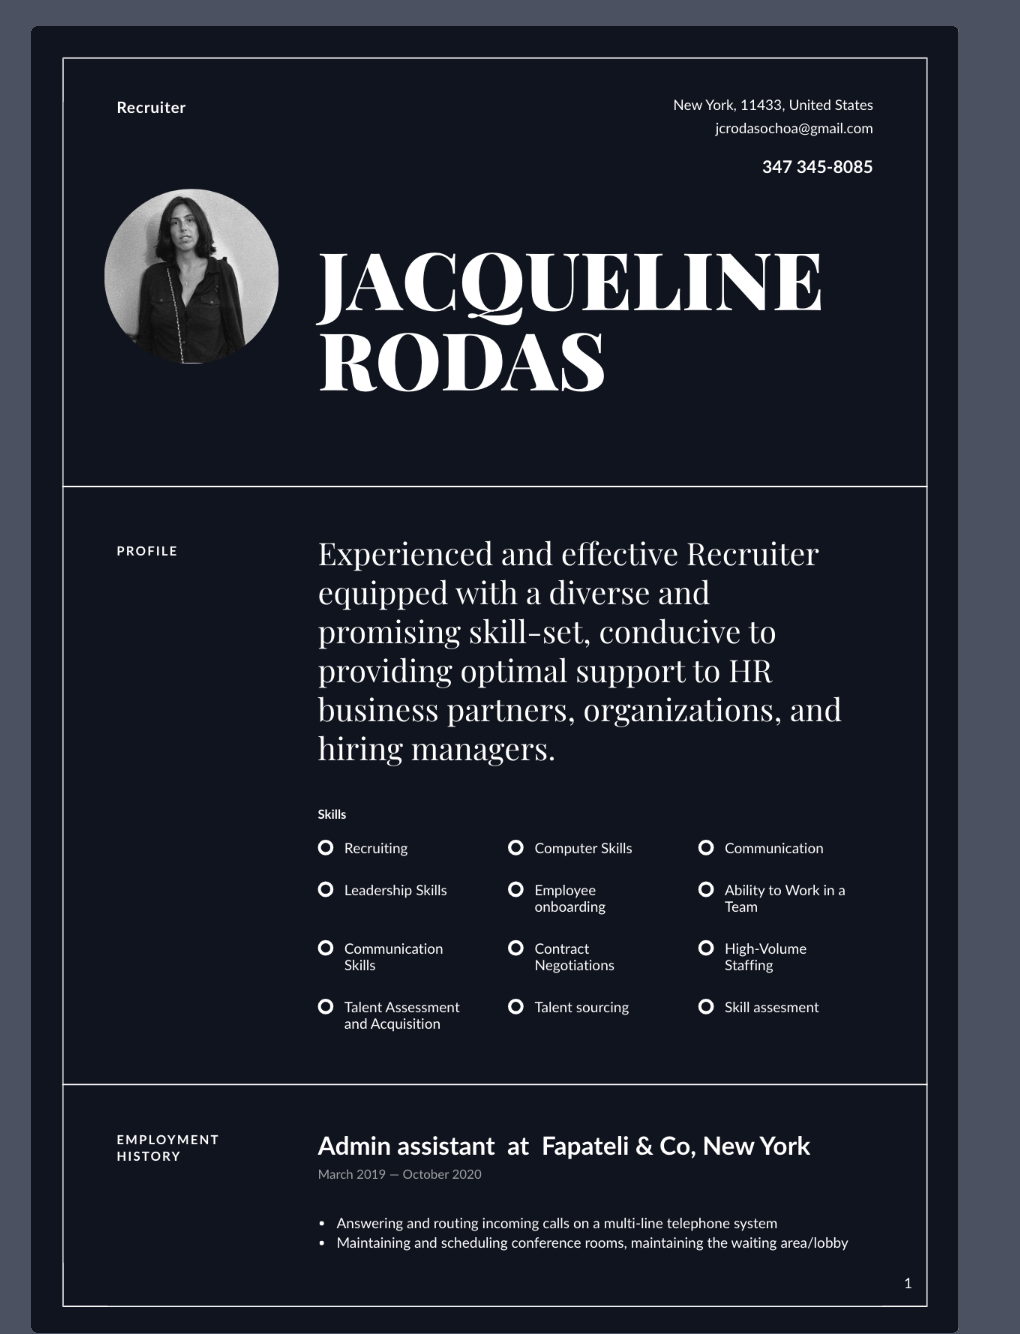 Recruiter
New York, 11433, United States
jcrodasochoa@gmail.com
347 345-8085
JACQUELINE
RODAS
PROFILE
Experienced and effective Recruiter
equipped with a diverse and
promising skill-set, conducive to
providing optimal support to HR
business partners, organizations, and
hiring managers.
Skills
Recruiting
Computer Skills
Communication
Leadership Skills
Employee
onboarding
Ability to Work in a
Team
Communication
Skills
Contract
Negotiations
High-Volume
Staffing
Talent Assessment
and Acquisition
Talent sourcing
Skill assesment
EMPLOYMENT
HISTORY
Admin assistant at Fapateli & Co, New York
March 2019 — October 2020
• Answering and routing incoming calls on a multi-line telephone system
• Maintaining and scheduling conference rooms, maintaining the waiting area/lobby
1